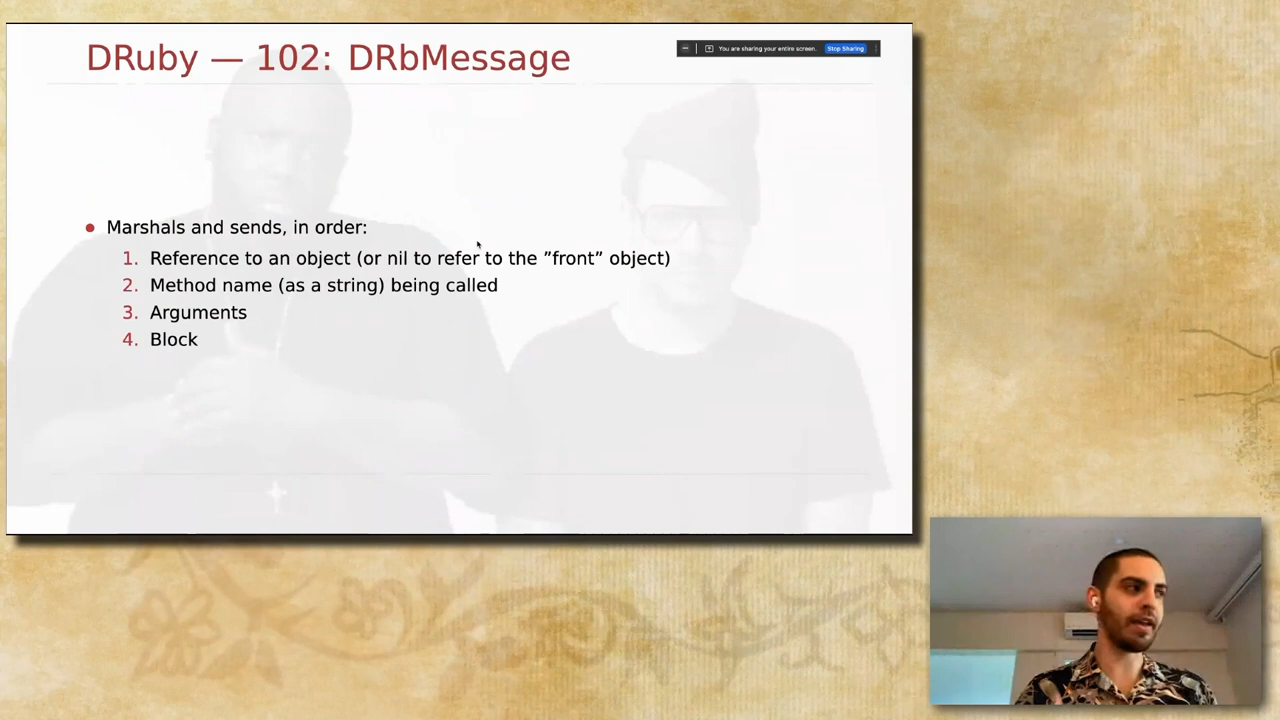 DRuby — 102: DRbMessage
You are sharing your entire screen. Stop Sharing
• Marshals and sends, in order:
1. Reference to an object (or nil to refer to the ”front” object)
2. Method name (as a string) being called
3. Arguments
4. Block